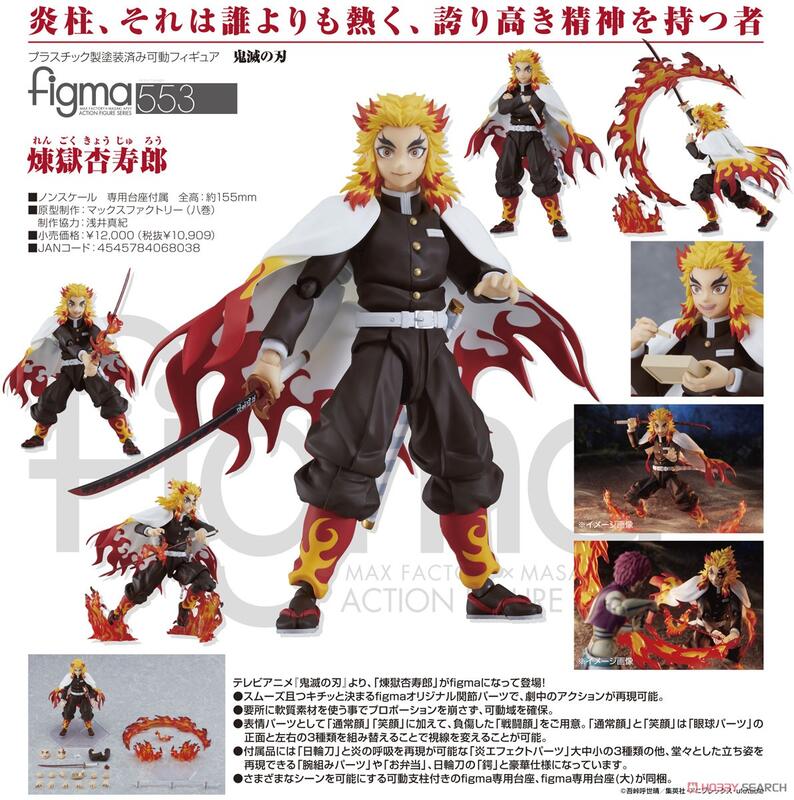 炎柱、それは誰よりも熱く、誇り高き精神を持つ者
プラスチック製塗装済み可動フィギュア 鬼滅の刃
figma 553
MAX FACTORY×MASAKI APSY
ACTION FIGURE SERIES
れんごくきょうじゅろう
煉獄杏寿郎
■ノンスケール 専用台座付属 全高：約155mm
■原型制作：マックスファクトリー（八巻）
制作協力：浅井真紀
■小売価格：￥12,000（税抜￥10,909）
■JANコード：4545784068038
figma
MAX FACTORY×MASA
ACTION FIGURE
※イメージ画像
※イメージ画像
テレビアニメ『鬼滅の刃』より、「煉獄杏寿郎」がfigmaになって登場！
●スムーズ且つキチッと決まるfigmaオリジナル関節パーツで、劇中のアクションが再現可能。
●要所に軟質素材を使う事でプロポーションを崩さず、可動域を確保。
●表情パーツとして「通常顔」「笑顔」に加えて、負傷した「戦闘顔」をご用意。「通常顔」と「笑顔」は「眼球パーツ」の
正面と左右の3種類を組み替えることで視線を変えることが可能。
●付属品には「日輪刀」と炎の呼吸を再現が可能な「炎エフェクトパーツ」大中小の3種類の他、堂々とした立ち姿を
再現できる「腕組みパーツ」や「お弁当」、日輪刀の「鍔」と豪華仕様になっています。
●さまざまなシーンを可能にする可動支柱付きのfigma専用台座、figma専用台座（大）が同梱。
©吾峠呼世晴／集英社・アニプレックス・ufotable
HOBBY SEARCH